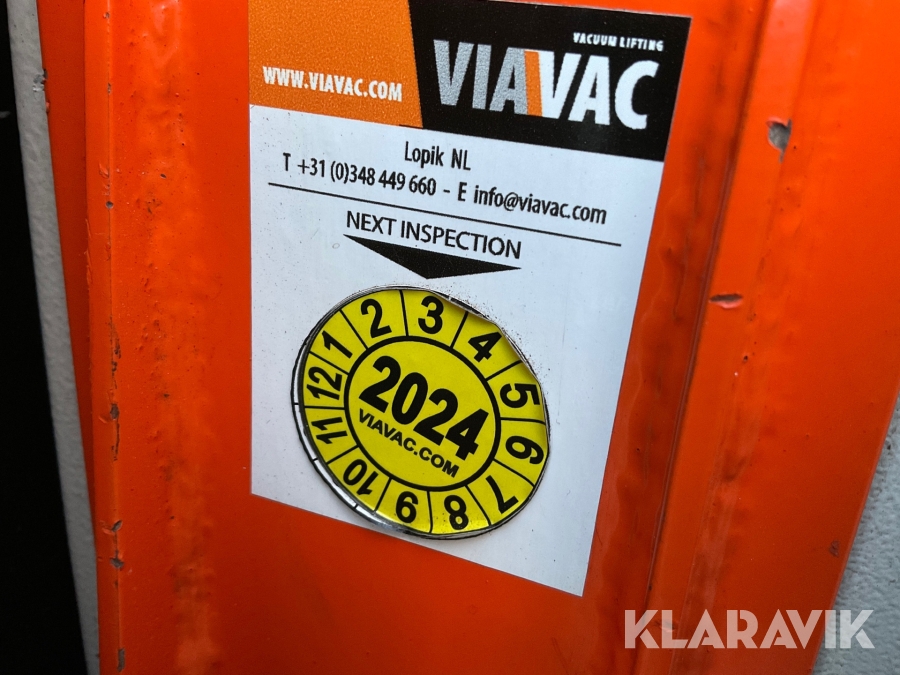 VACUUM LIFTING
WWW.VIAVAC.COM VIAVAC
Lopik NL
T +31 (0)348 449 660 - E info@viavac.com
NEXT INSPECTION
1 2 3 4 5 6 7 8 9 10 11 12
2024
VIAVAC.COM
KLARAVIK